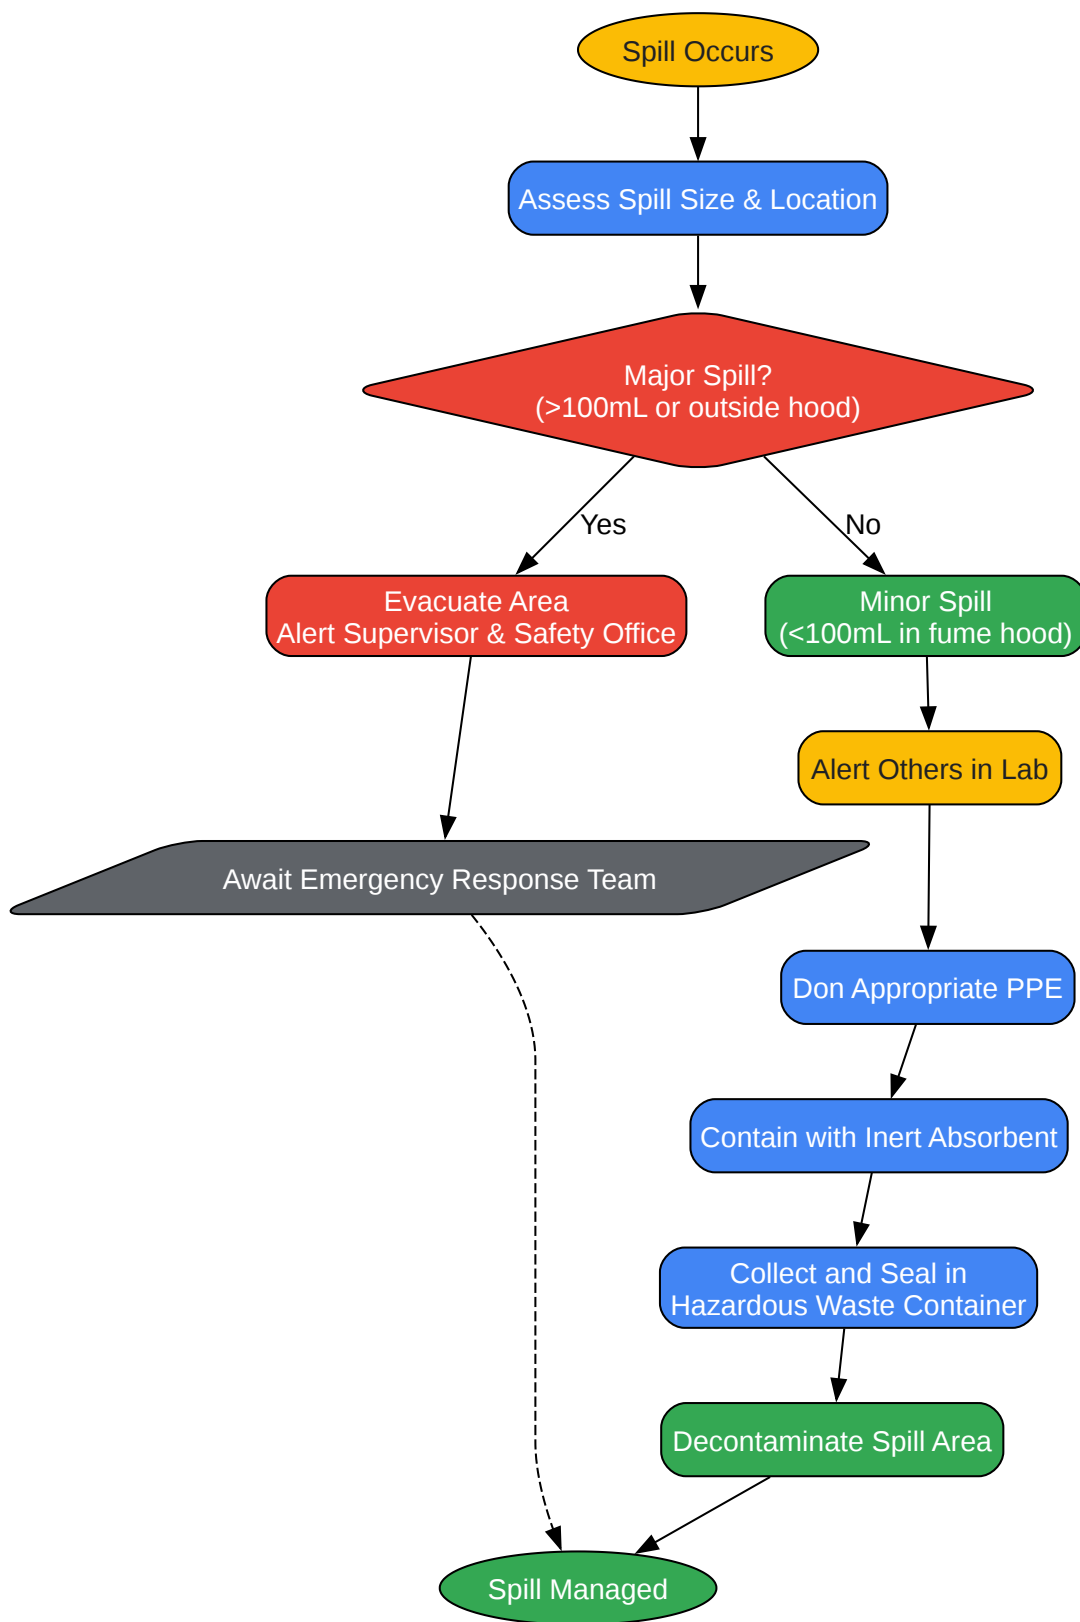 Spill Occurs
Assess Spill Size & Location
Major Spill?
(>100mL or outside hood)
Yes
No
Evacuate Area
Alert Supervisor & Safety Office
Minor Spill
(<100mL in fume hood)
Alert Others in Lab
Await Emergency Response Team
Don Appropriate PPE
Contain with Inert Absorbent
Collect and Seal in
Hazardous Waste Container
Decontaminate Spill Area
Spill Managed